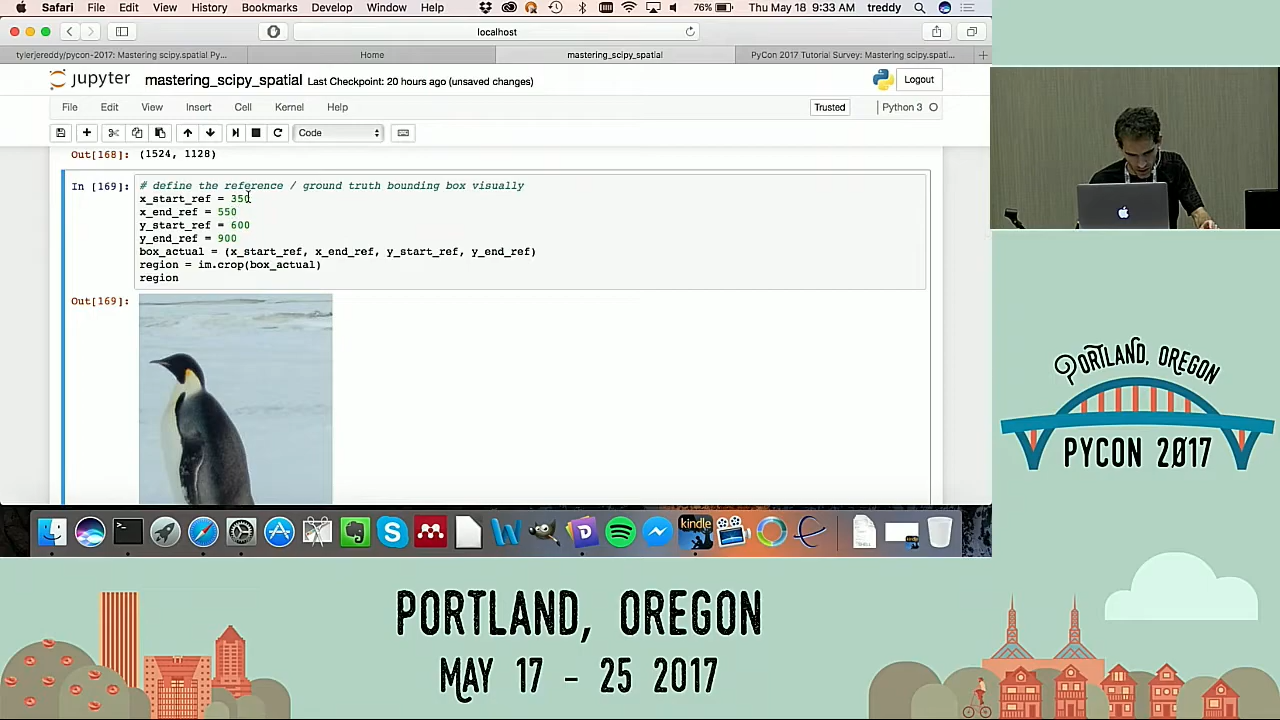 Safari File Edit View History Bookmarks Develop Window Help 76% Thu May 18 9:33 AM treddy
localhost
tylerjereddy/pycon-2017: Mastering scipy.spatial Py... Home mastering_scipy_spatial PyCon 2017 Tutorial Survey: Mastering scipy.spati...
jupyter mastering_scipy_spatial Last Checkpoint: 20 hours ago (unsaved changes) Logout
File Edit View Insert Cell Kernel Help Trusted Python 3
Code
Out[168]: (1524, 1128)
In [169]: # define the reference / ground truth bounding box visually
x_start_ref = 350
x_end_ref = 550
y_start_ref = 600
y_end_ref = 900
box_actual = (x_start_ref, x_end_ref, y_start_ref, y_end_ref)
region = im.crop(box_actual)
region
Out[169]:
kindle
PORTLAND, OREGON
PYCON 2017
PORTLAND, OREGON
MAY 17 - 25 2017